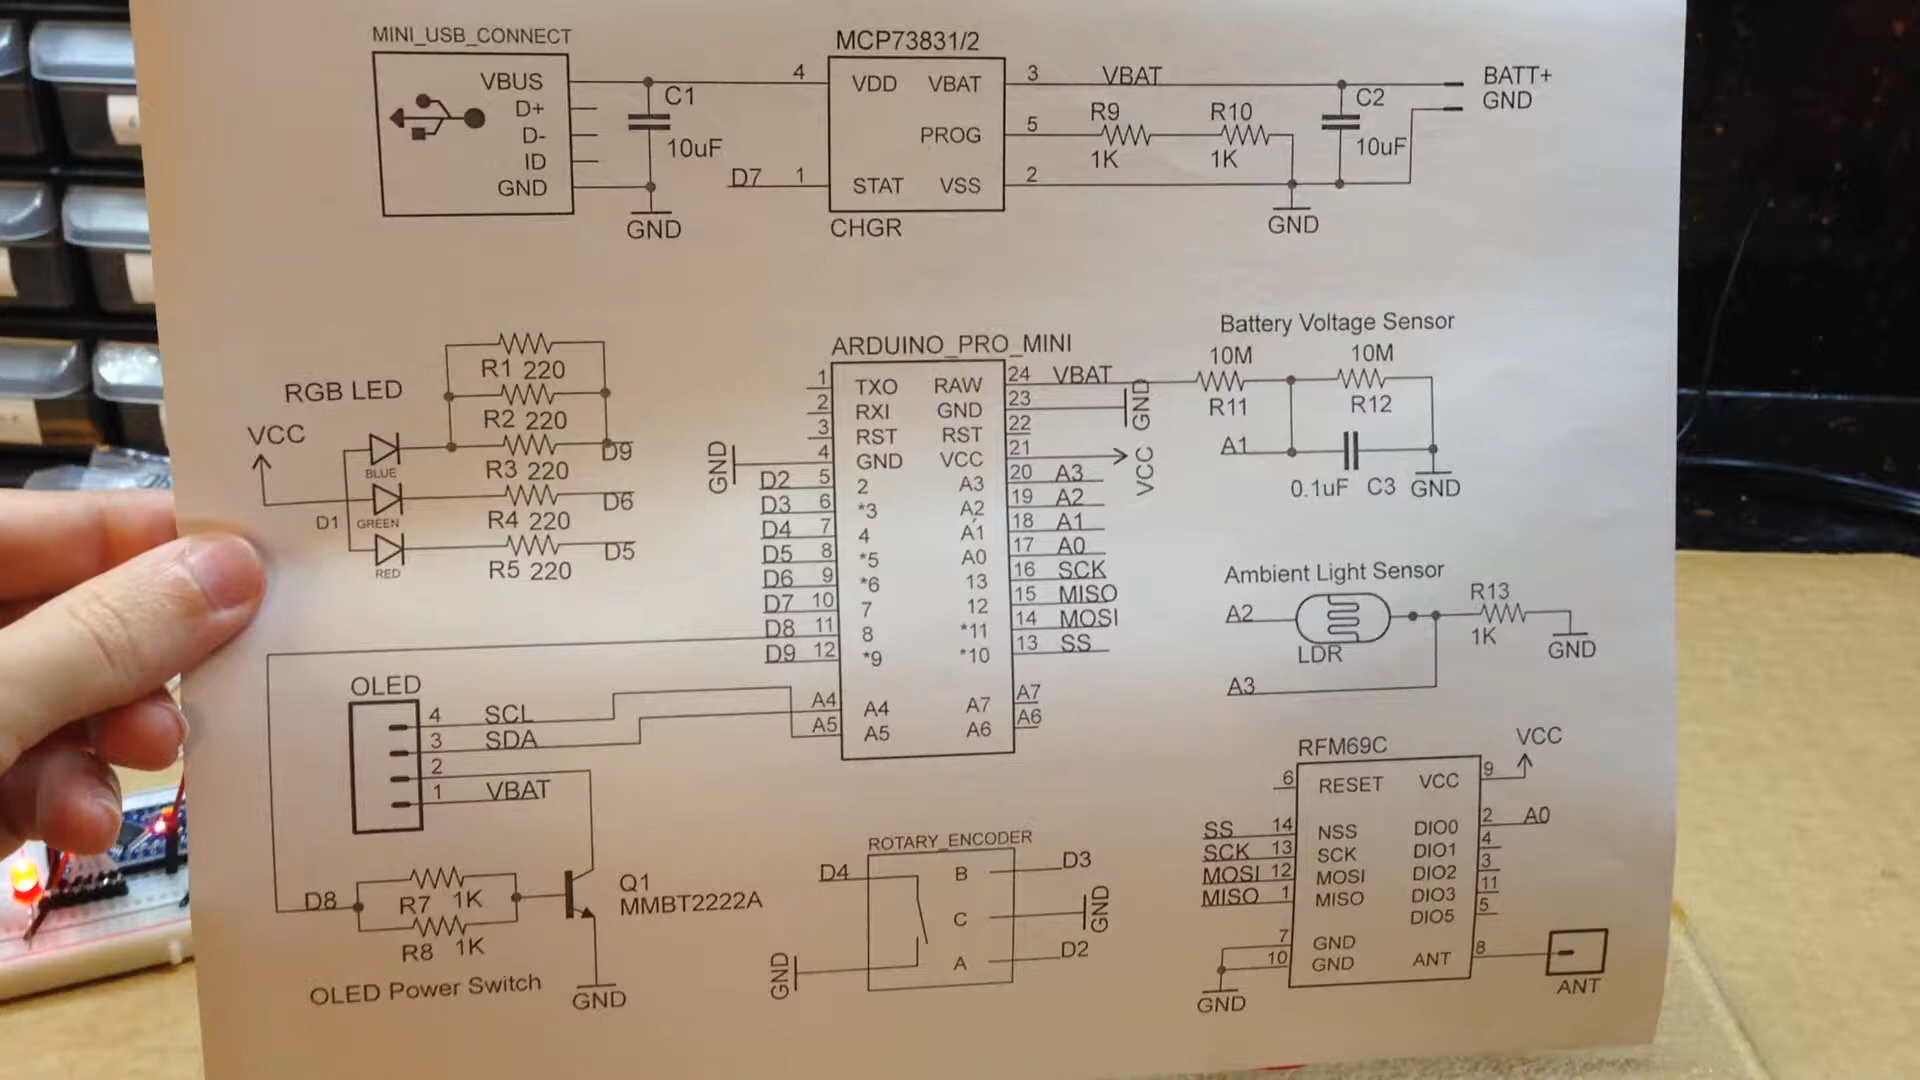 MINI_USB_CONNECT
VBUS
D+
D-
ID
GND
C1
10uF
GND
MCP73831/2
4 VDD VBAT 3 VBAT
PROG 5
D7 1 STAT VSS 2
CHGR
R9
1K
R10
1K
C2
10uF
BATT+
GND
GND
RGB LED
VCC
D1
BLUE
GREEN
RED
R1 220
R2 220
R3 220
R4 220
R5 220
D9
D6
D5
ARDUINO_PRO_MINI
1 TXO RAW 24 VBAT
2 RXI GND 23 GND
3 RST RST 22
GND 4 GND VCC 21 VCC
D2 5 2 A3 20 A3
D3 6 *3 A2 19 A2
D4 7 4 A1 18 A1
D5 8 *5 A0 17 A0
D6 9 *6 13 16 SCK
D7 10 7 12 15 MISO
D8 11 8 *11 14 MOSI
D9 12 *9 *10 13 SS
A4 A4 A7 A7
A5 A5 A6 A6
Battery Voltage Sensor
10M
R11
10M
R12
A1
0.1uF C3 GND
Ambient Light Sensor
A2
LDR
R13
1K
GND
A3
OLED
4 SCL
3 SDA
2
1 VBAT
D8
R7 1K
R8 1K
Q1
MMBT2222A
OLED Power Switch
GND
ROTARY_ENCODER
D4 B D3
C GND
A D2
GND
RFM69C
VCC
6 RESET VCC 9
SS 14 NSS DIO0 2 A0
SCK 13 SCK DIO1 4
MOSI 12 MOSI DIO2 3
MISO 1 MISO DIO3 11
DIO5 5
7 GND
10 GND ANT 8
GND
ANT